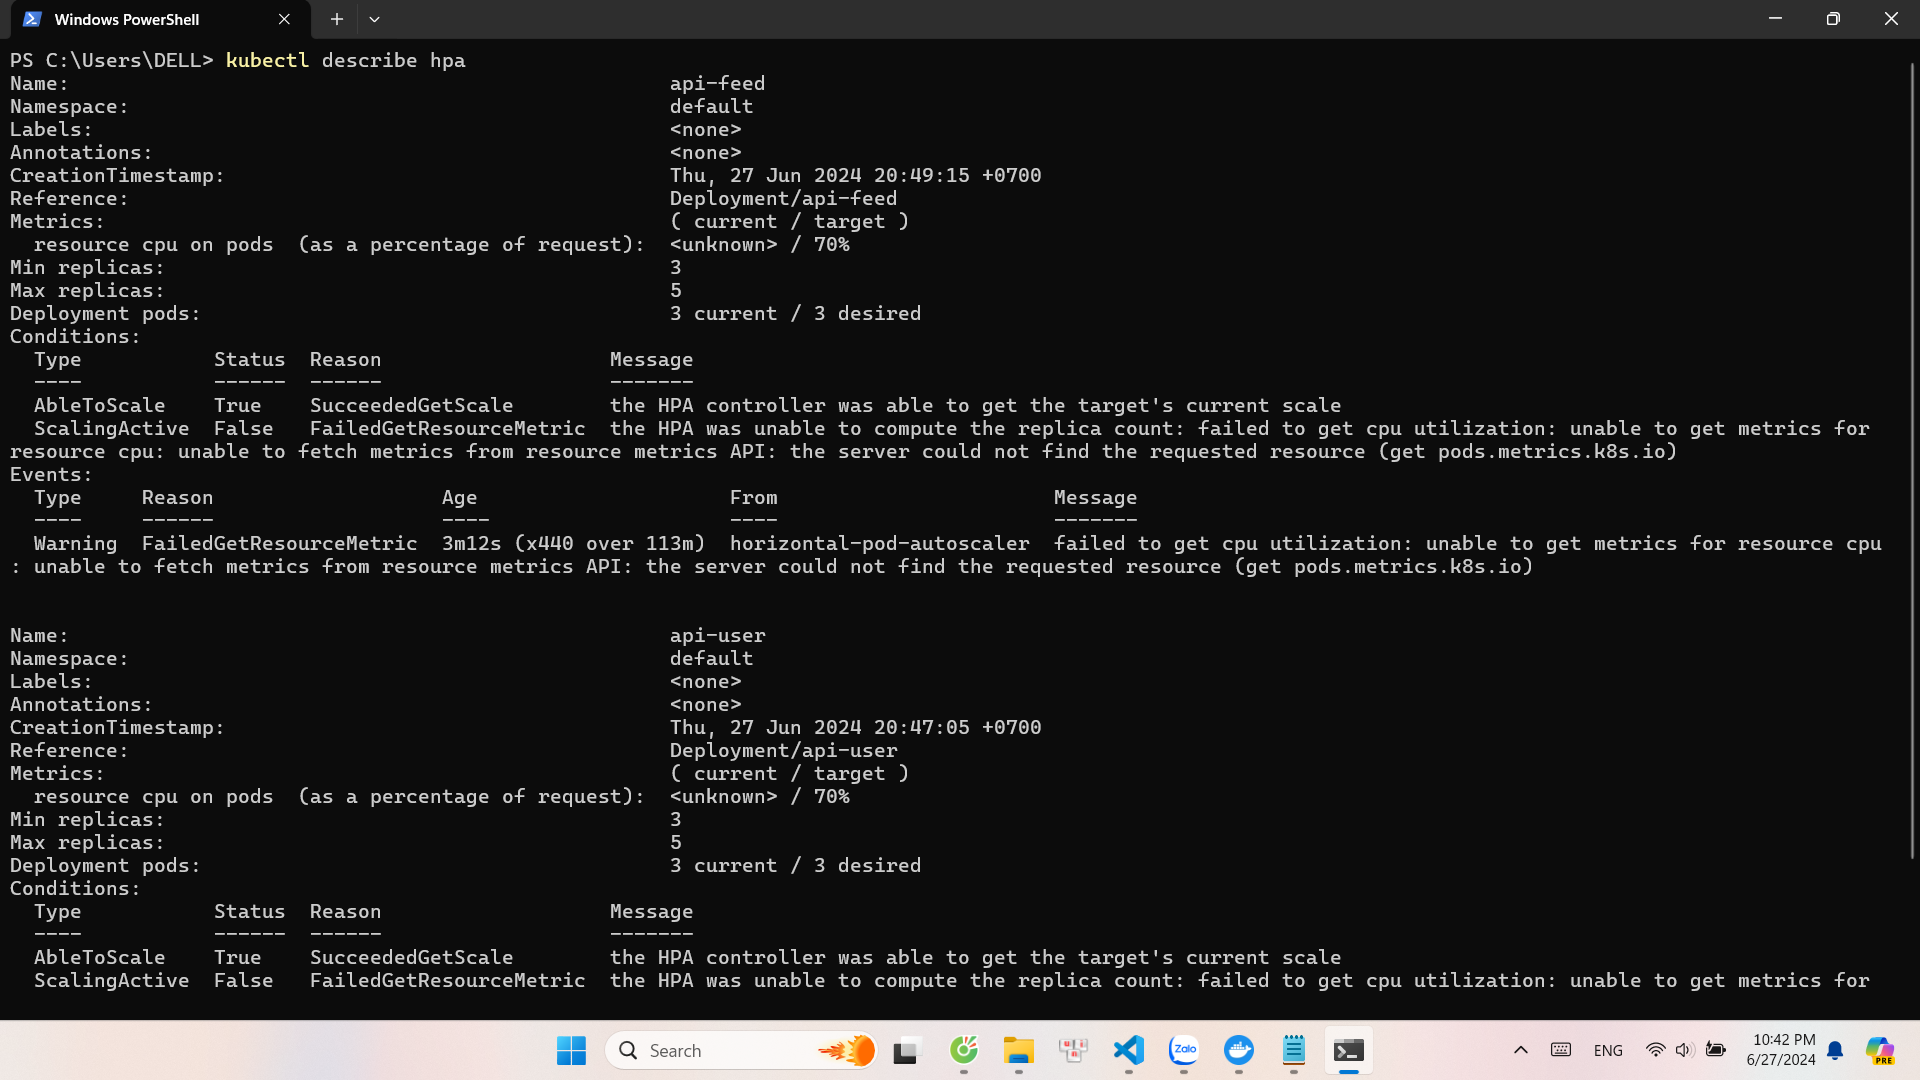 Windows PowerShell
PS C:\Users\DELL> kubectl describe hpa
Name: api-feed
Namespace: default
Labels: <none>
Annotations: <none>
CreationTimestamp: Thu, 27 Jun 2024 20:49:15 +0700
Reference: Deployment/api-feed
Metrics: ( current / target )
resource cpu on pods (as a percentage of request): <unknown> / 70%
Min replicas: 3
Max replicas: 5
Deployment pods: 3 current / 3 desired
Conditions:
Type Status Reason Message
---- ------ ------ -------
AbleToScale True SucceededGetScale the HPA controller was able to get the target's current scale
ScalingActive False FailedGetResourceMetric the HPA was unable to compute the replica count: failed to get cpu utilization: unable to get metrics for
resource cpu: unable to fetch metrics from resource metrics API: the server could not find the requested resource (get pods.metrics.k8s.io)
Events:
Type Reason Age From Message
---- ------ ---- ---- -------
Warning FailedGetResourceMetric 3m12s (x440 over 113m) horizontal-pod-autoscaler failed to get cpu utilization: unable to get metrics for resource cpu
: unable to fetch metrics from resource metrics API: the server could not find the requested resource (get pods.metrics.k8s.io)
Name: api-user
Namespace: default
Labels: <none>
Annotations: <none>
CreationTimestamp: Thu, 27 Jun 2024 20:47:05 +0700
Reference: Deployment/api-user
Metrics: ( current / target )
resource cpu on pods (as a percentage of request): <unknown> / 70%
Min replicas: 3
Max replicas: 5
Deployment pods: 3 current / 3 desired
Conditions:
Type Status Reason Message
---- ------ ------ -------
AbleToScale True SucceededGetScale the HPA controller was able to get the target's current scale
ScalingActive False FailedGetResourceMetric the HPA was unable to compute the replica count: failed to get cpu utilization: unable to get metrics for
Search
Zalo
ENG
10:42 PM
6/27/2024
PRE